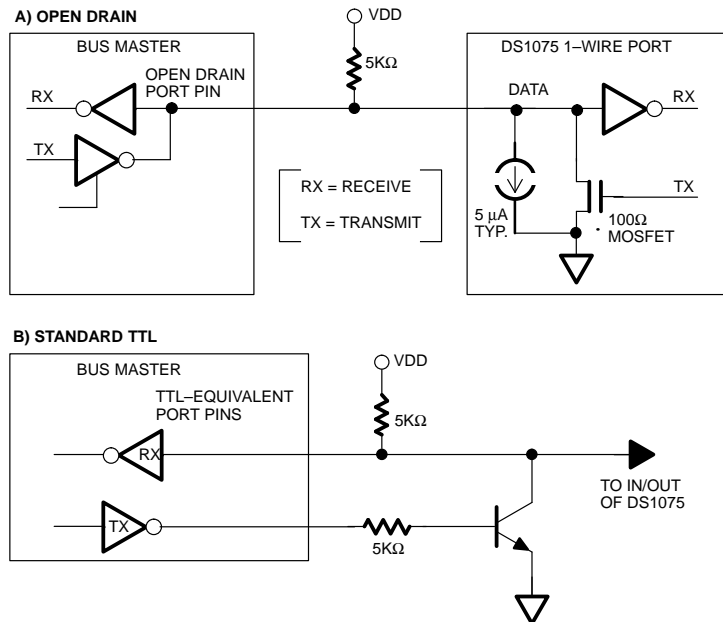 A) OPEN DRAIN
BUS MASTER
VDD
DS1075 1–WIRE PORT
5KΩ
OPEN DRAIN
PORT PIN
RX
DATA
RX
TX
RX = RECEIVE
TX = TRANSMIT
TX
5 µA
TYP.
100Ω
MOSFET
B) STANDARD TTL
BUS MASTER
VDD
TTL–EQUIVALENT
PORT PINS
5KΩ
RX
TO IN/OUT
OF DS1075
TX
5KΩ